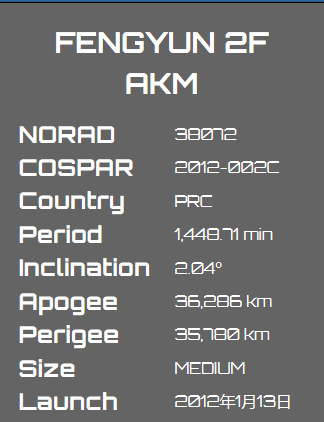 FENGYUN 2F
AKM
NORAD 38072
COSPAR 2012-002C
Country PRC
Period 1,448.71 min
Inclination 2.04º
Apogee 36,286 km
Perigee 35,780 km
Size MEDIUM
Launch 2012年1月13日